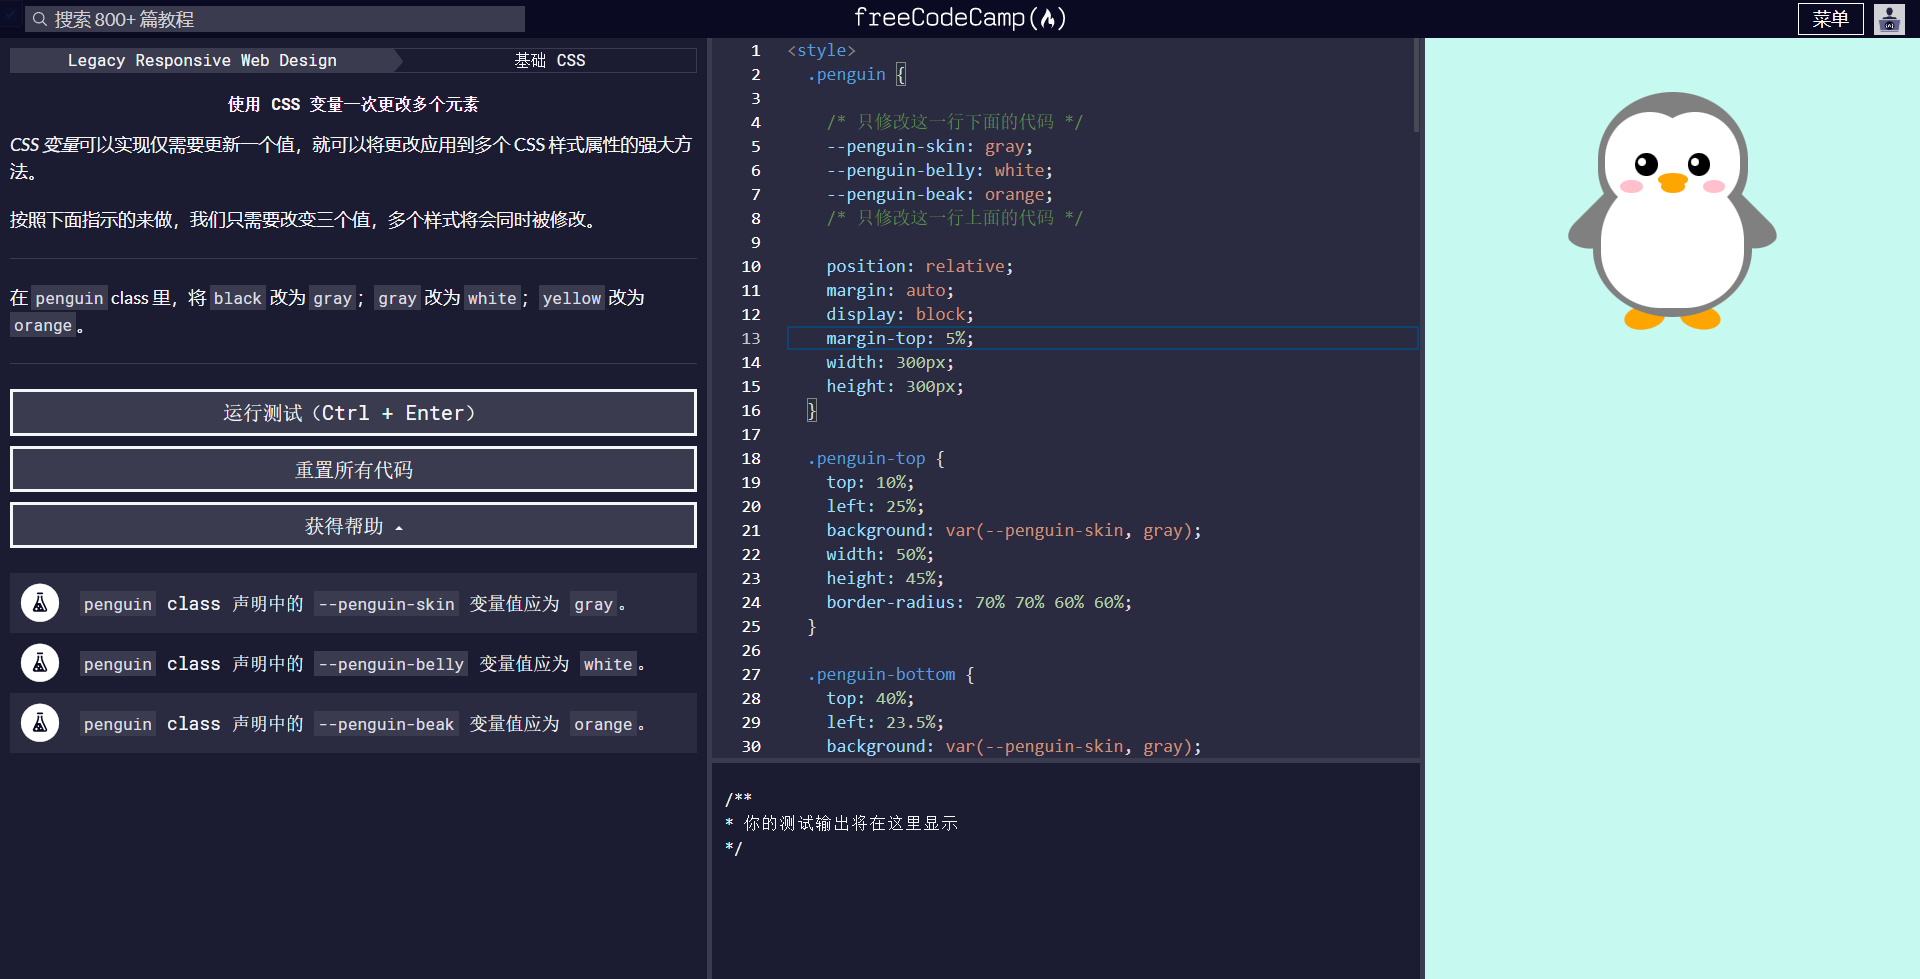 搜索 800+ 篇教程
freeCodeCamp(🔥)
菜单
Legacy Responsive Web Design
基础 CSS
使用 CSS 变量一次更改多个元素
CSS 变量可以实现仅需要更新一个值，就可以将更改应用到多个 CSS 样式属性的强大方
法。
按照下面指示的来做，我们只需要改变三个值，多个样式将会同时被修改。
在 penguin class 里，将 black 改为 gray；gray 改为 white；yellow 改为
orange。
运行测试（Ctrl + Enter）
重置所有代码
获得帮助
penguin class 声明中的 --penguin-skin 变量值应为 gray。
penguin class 声明中的 --penguin-belly 变量值应为 white。
penguin class 声明中的 --penguin-beak 变量值应为 orange。
1 <style>
2 .penguin {
3
4 /* 只修改这一行下面的代码 */
5 --penguin-skin: gray;
6 --penguin-belly: white;
7 --penguin-beak: orange;
8 /* 只修改这一行上面的代码 */
9
10 position: relative;
11 margin: auto;
12 display: block;
13 margin-top: 5%;
14 width: 300px;
15 height: 300px;
16 }
17
18 .penguin-top {
19 top: 10%;
20 left: 25%;
21 background: var(--penguin-skin, gray);
22 width: 50%;
23 height: 45%;
24 border-radius: 70% 70% 60% 60%;
25 }
26
27 .penguin-bottom {
28 top: 40%;
29 left: 23.5%;
30 background: var(--penguin-skin, gray);
/**
* 你的测试输出将在这里显示
*/